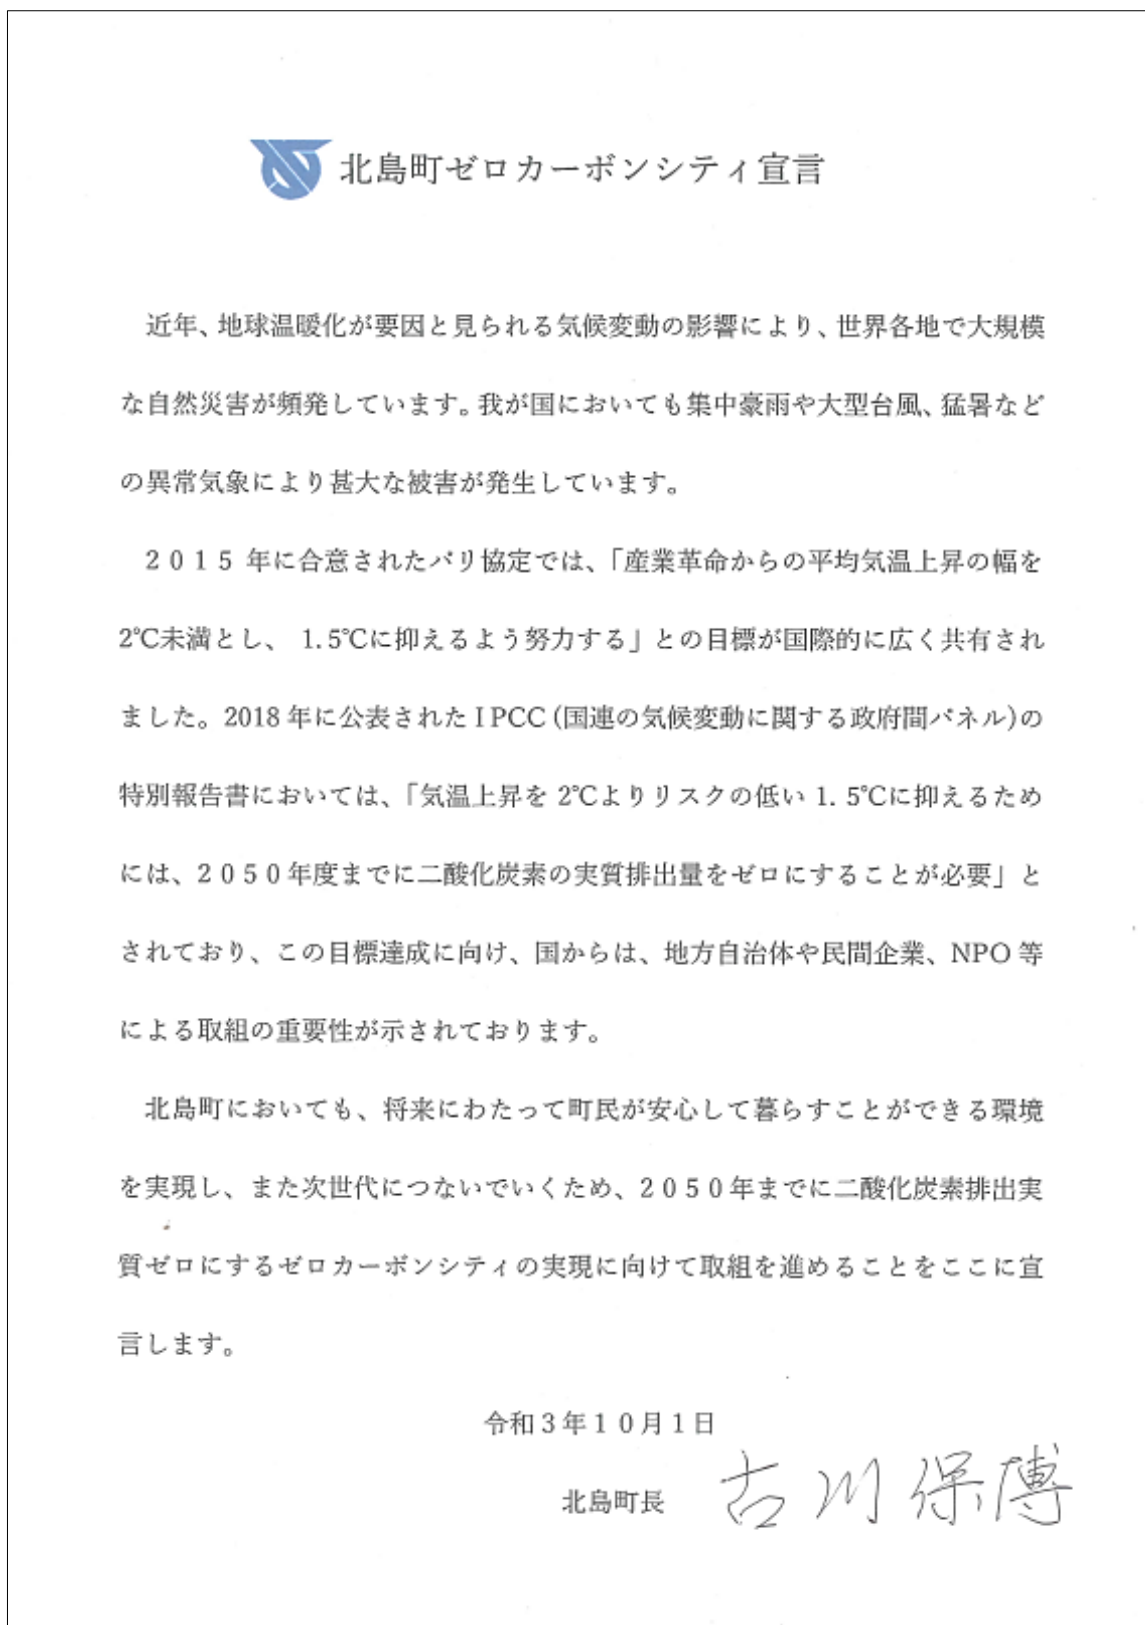 北島町ゼロカーボンシティ宣言
近年、地球温暖化が要因と見られる気候変動の影響により、世界各地で大規模
な自然災害が頻発しています。我が国においても集中豪雨や大型台風、猛暑など
の異常気象により甚大な被害が発生しています。
２０１５年に合意されたパリ協定では、「産業革命からの平均気温上昇の幅を
2℃未満とし、 1.5℃に抑えるよう努力する」との目標が国際的に広く共有され
ました。2018 年に公表されたIPCC(国連の気候変動に関する政府間パネル)の
特別報告書においては、「気温上昇を 2℃よりリスクの低い 1. 5℃に抑えるため
には、２０５０年度までに二酸化炭素の実質排出量をゼロにすることが必要」と
されており、この目標達成に向け、国からは、地方自治体や民間企業、NPO 等
による取組の重要性が示されております。
北島町においても、将来にわたって町民が安心して暮らすことができる環境
を実現し、また次世代につないでいくため、２０５０年までに二酸化炭素排出実
質ゼロにするゼロカーボンシティの実現に向けて取組を進めることをここに宣
言します。
令和３年１０月１日
北島町長 古川保博